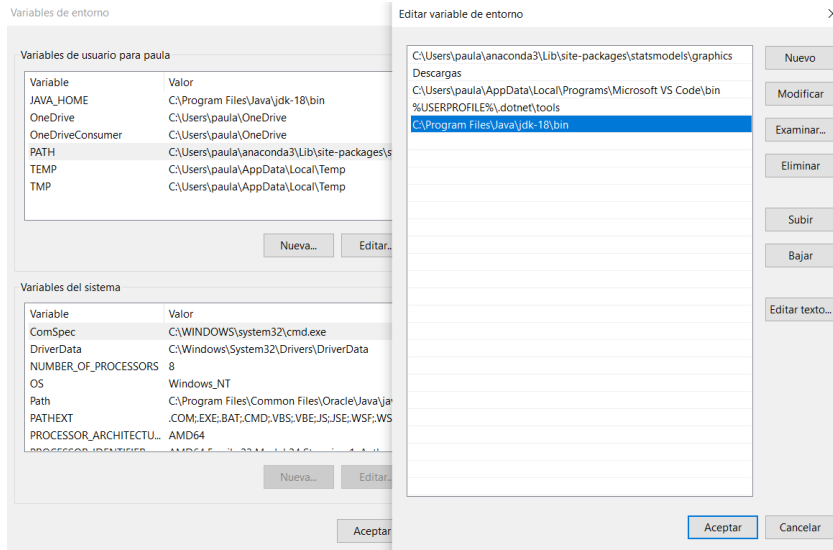 Variables de entorno
Variables de usuario para paula
Variable Valor
JAVA_HOME C:\Program Files\Java\jdk-18\bin
OneDrive C:\Users\paula\OneDrive
OneDriveConsumer C:\Users\paula\OneDrive
PATH C:\Users\paula\anaconda3\Lib\site-packages\s
TEMP C:\Users\paula\AppData\Local\Temp
TMP C:\Users\paula\AppData\Local\Temp
Nueva... Editar..
Variables del sistema
Variable Valor
ComSpec C:\WINDOWS\system32\cmd.exe
DriverData C:\Windows\System32\Drivers\DriverData
NUMBER_OF_PROCESSORS 8
OS Windows_NT
Path C:\Program Files\Common Files\Oracle\Java\jav
PATHEXT .COM;.EXE;.BAT;.CMD;.VBS;.VBE;.JS;.JSE;.WSF;.WS
PROCESSOR_ARCHITECTU... AMD64
Nueva... Editar..
Aceptar
Editar variable de entorno
C:\Users\paula\anaconda3\Lib\site-packages\statsmodels\graphics
Descargas
C:\Users\paula\AppData\Local\Programs\Microsoft VS Code\bin
%USERPROFILE%\.dotnet\tools
C:\Program Files\Java\jdk-18\bin
Nuevo
Modificar
Examinar...
Eliminar
Subir
Bajar
Editar texto...
Aceptar Cancelar